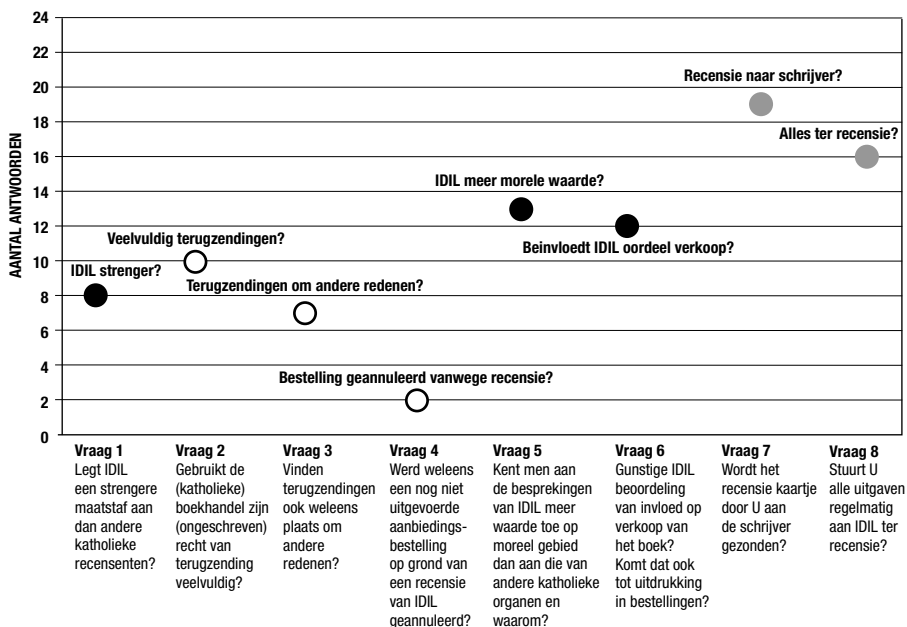 AANTAL ANTWOORDEN
24
22
20
18
16
14
12
10
8
6
4
2
0
Recensie naar schrijver?
Alles ter recensie?
IDIL meer morele waarde?
Veelvuldig terugzendingen?
Beinvloedt IDIL oordeel verkoop?
IDIL strenger?
Terugzendingen om andere redenen?
Bestelling geannuleerd vanwege recensie?
Vraag 1
Legt IDIL
een strengere
maatstaf aan
dan andere
katholieke
recensenten?
Vraag 2
Gebruikt de
(katholieke)
boekhandel zijn
(ongeschreven)
recht van
terugzending
veelvuldig?
Vraag 3
Vinden
terugzendingen
ook weleens
plaats om
andere
redenen?
Vraag 4
Werd weleens
een nog niet
uitgevoerde
aanbiedings-
bestelling
op grond van
een recensie
van IDIL
geannuleerd?
Vraag 5
Kent men aan
de besprekingen
van IDIL meer
waarde toe op
moreel gebied
dan aan die van
andere katholieke
organen en
waarom?
Vraag 6
Gunstige IDIL
beoordeling
van invloed op
verkoop van
het boek?
Komt dat ook
tot uitdrukking
in bestellingen?
Vraag 7
Wordt het
recensie kaartje
door U aan
de schrijver
gezonden?
Vraag 8
Stuurt U
alle uitgaven
regelmatig
aan IDIL ter
recensie?